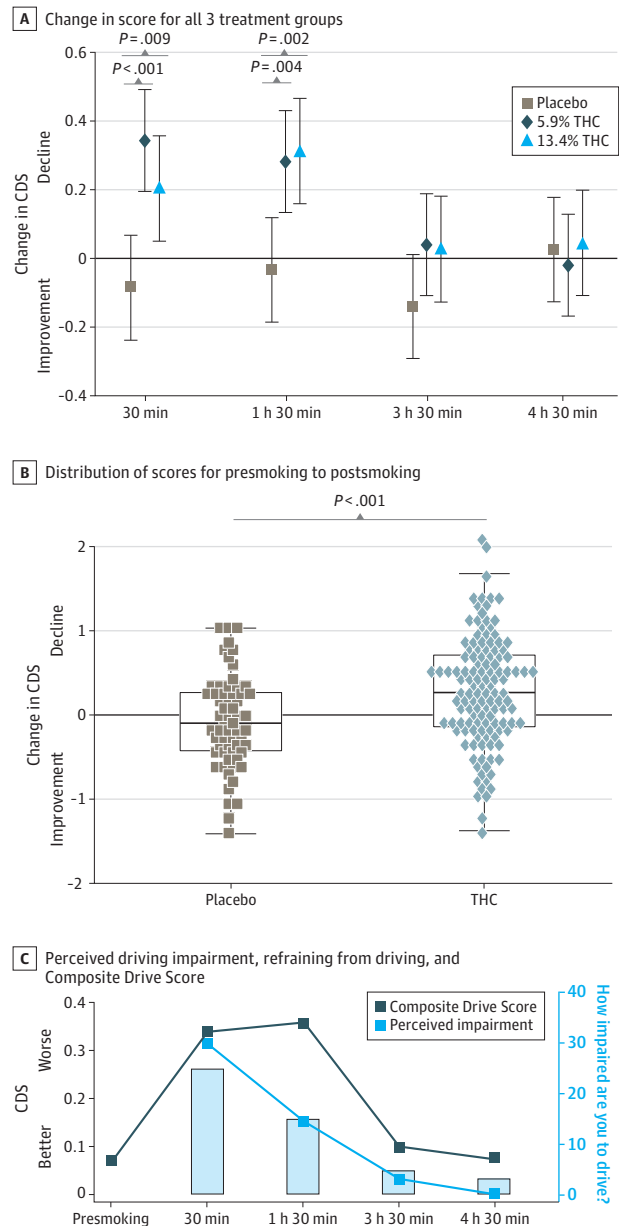 A Change in score for all 3 treatment groups
P = .009
P = .002
P < .001
P = .004
0.6
0.4
0.2
0
-0.2
-0.4
Change in CDS
Decline
Improvement
Placebo
5.9% THC
13.4% THC
30 min
1 h 30 min
3 h 30 min
4 h 30 min
B Distribution of scores for presmoking to postsmoking
P < .001
2
1
0
-1
-2
Change in CDS
Decline
Improvement
Placebo
THC
C Perceived driving impairment, refraining from driving, and
Composite Drive Score
Composite Drive Score
Perceived impairment
0.4
0.3
0.2
0.1
0
CDS
Worse
Better
40
30
20
10
0
How impaired are you to drive?
Presmoking
30 min
1 h 30 min
3 h 30 min
4 h 30 min